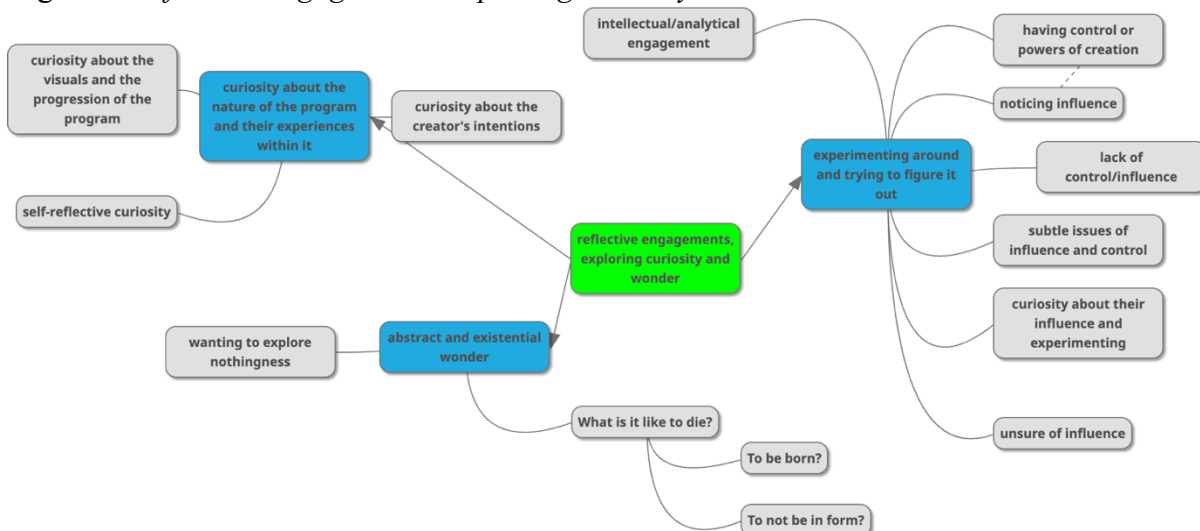 intellectual/analytical
engagement
having control or
powers of creation
curiosity about the
visuals and the
progression of the
program
curiosity about the
nature of the program
and their experiences
within it
curiosity about the
creator's intentions
noticing influence
experimenting around
and trying to figure it
out
lack of
control/influence
self-reflective curiosity
reflective engagements,
exploring curiosity and
wonder
subtle issues of
influence and control
curiosity about their
influence and
experimenting
wanting to explore
nothingness
abstract and existential
wonder
What is it like to die?
unsure of influence
To be born?
To not be in form?